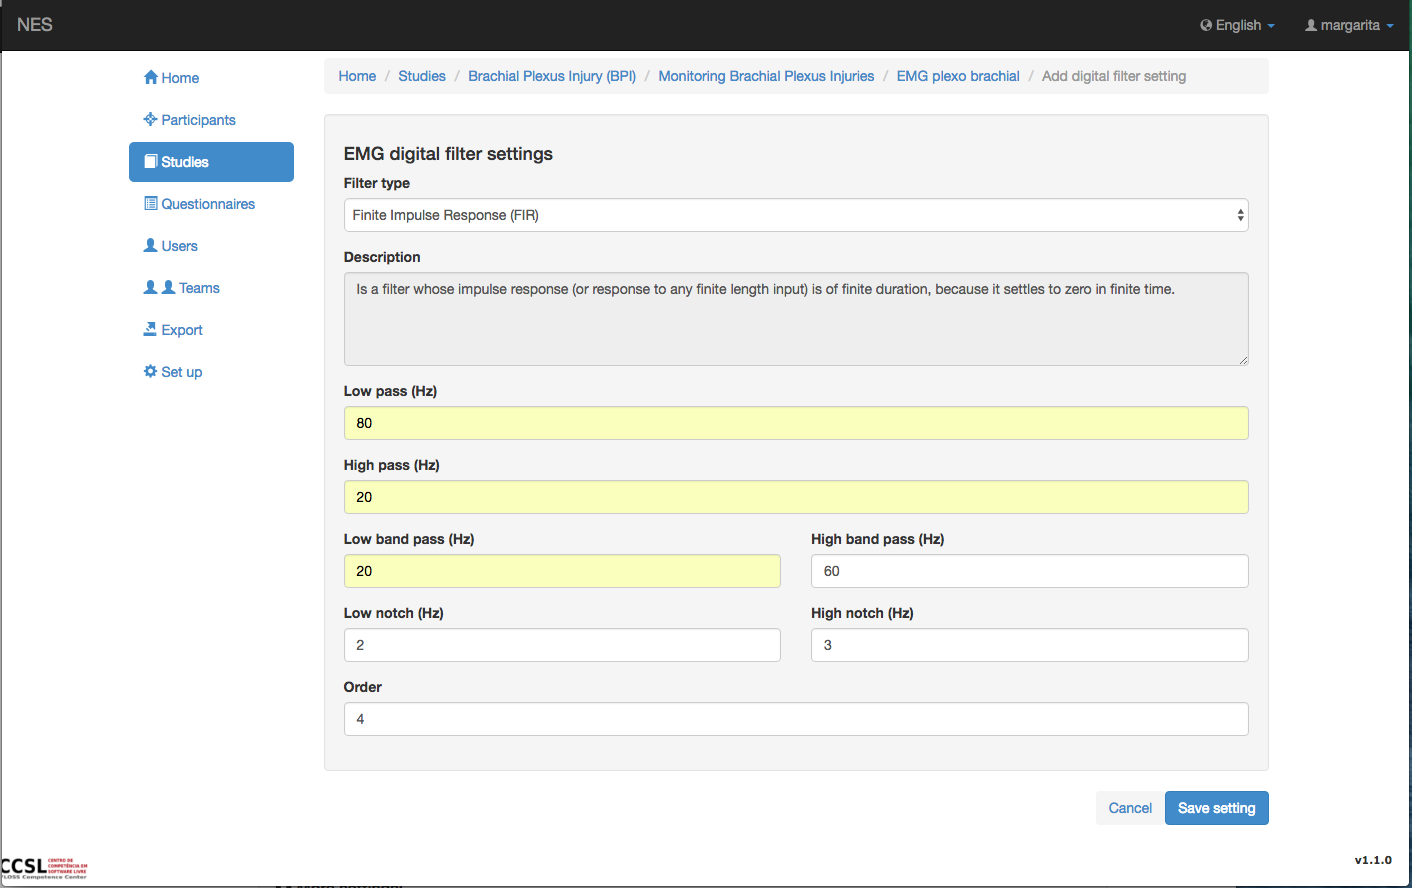 NES
English
margarita
Home
Participants
Studies
Questionnaires
Users
Teams
Export
Set up
Home / Studies / Brachial Plexus Injury (BPI) / Monitoring Brachial Plexus Injuries / EMG plexo brachial / Add digital filter setting
EMG digital filter settings
Filter type
Finite Impulse Response (FIR)
Description
Is a filter whose impulse response (or response to any finite length input) is of finite duration, because it settles to zero in finite time.
Low pass (Hz)
80
High pass (Hz)
20
Low band pass (Hz) High band pass (Hz)
20 60
Low notch (Hz) High notch (Hz)
2 3
Order
4
Cancel Save setting
CCSL CENTRO DE
COMPETÊNCIA EM
SOFTWARE LIVRE
FLOSS Competence Center
v1.1.0